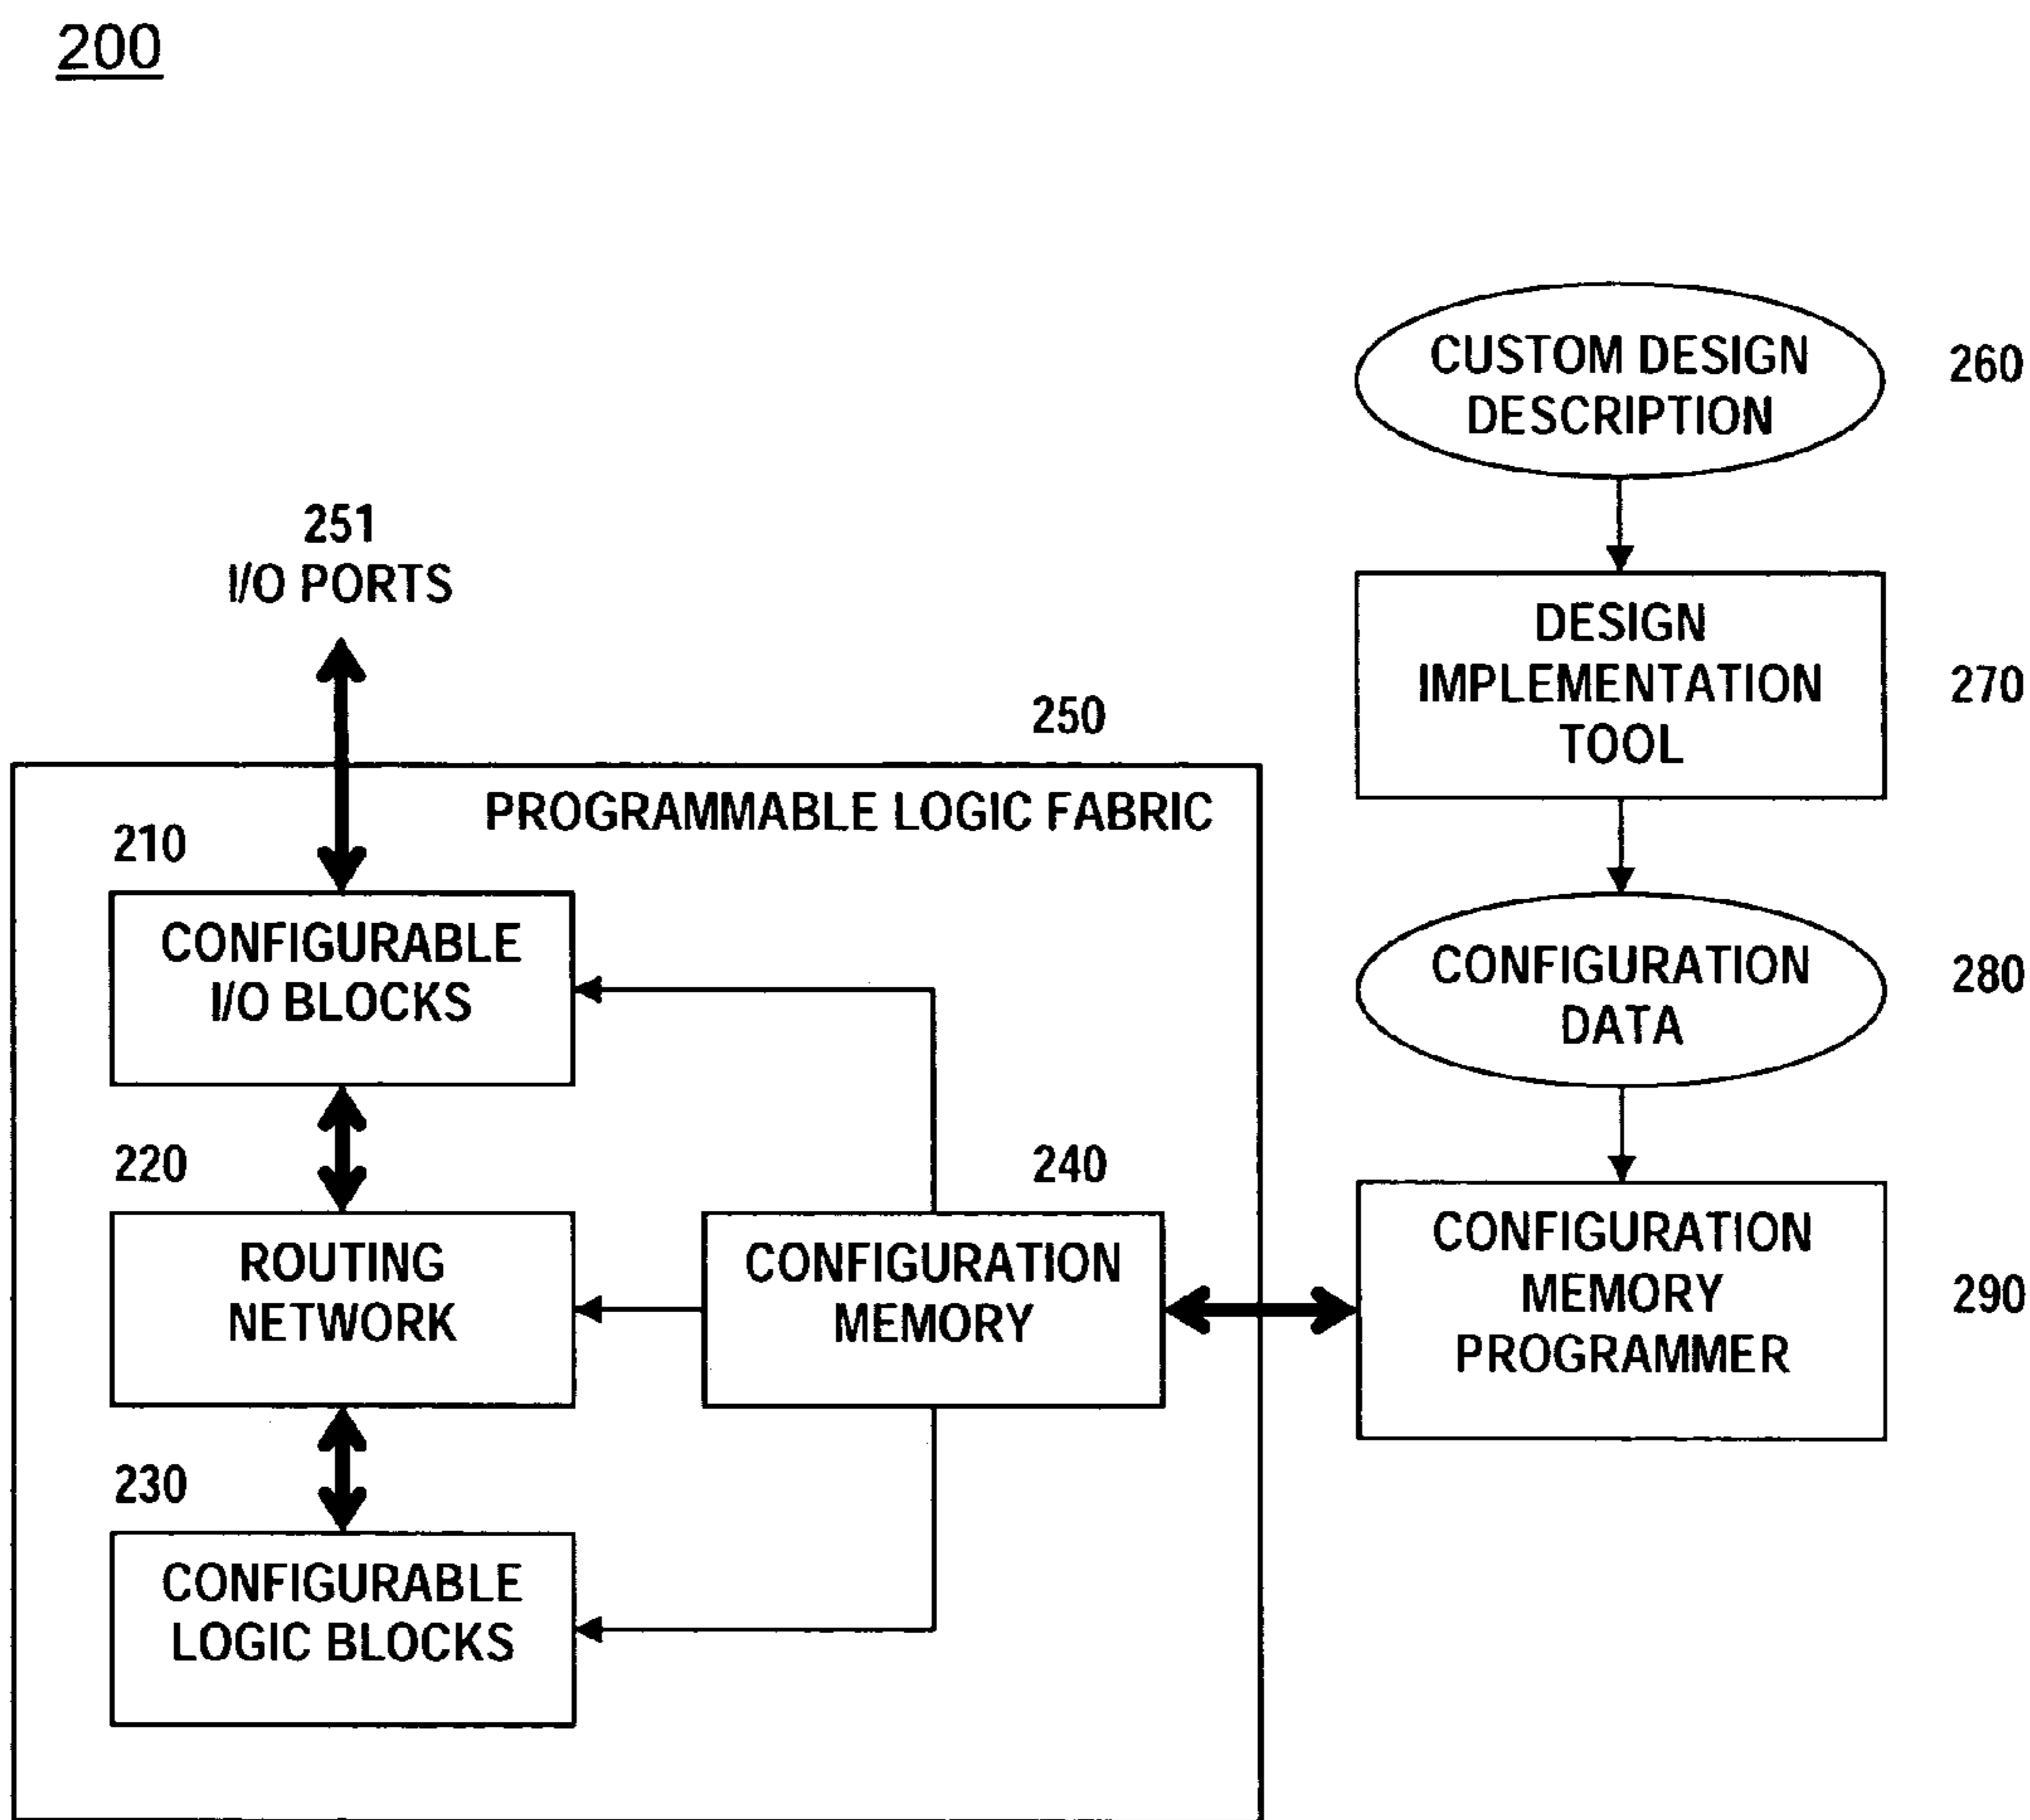 200
251
I/O PORTS
250
PROGRAMMABLE LOGIC FABRIC
210
CONFIGURABLE
I/O BLOCKS
220
ROUTING
NETWORK
240
CONFIGURATION
MEMORY
230
CONFIGURABLE
LOGIC BLOCKS
CUSTOM DESIGN
DESCRIPTION
260
DESIGN
IMPLEMENTATION
TOOL
270
CONFIGURATION
DATA
280
CONFIGURATION
MEMORY
PROGRAMMER
290